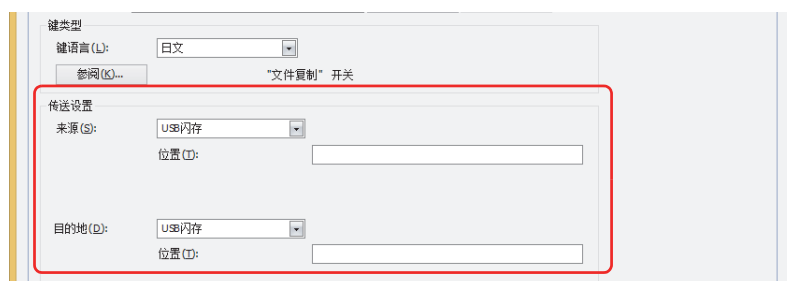 键类型
键语言(L): 日文
参阅(K)... "文件复制" 开关
传送设置
来源(S): USB闪存
位置(T):
目的地(D): USB闪存
位置(T):